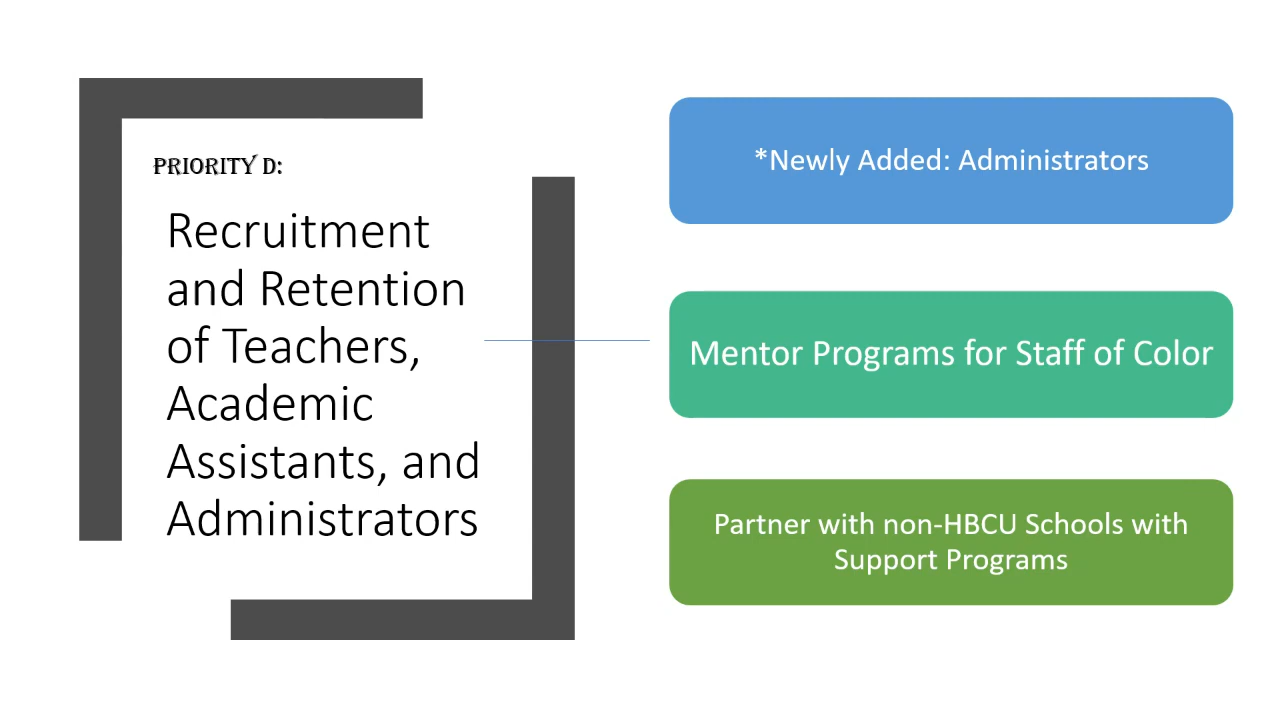 PRIORITY D:
Recruitment
and Retention
of Teachers,
Academic
Assistants, and
Administrators
*Newly Added: Administrators
Mentor Programs for Staff of Color
Partner with non-HBCU Schools with
Support Programs